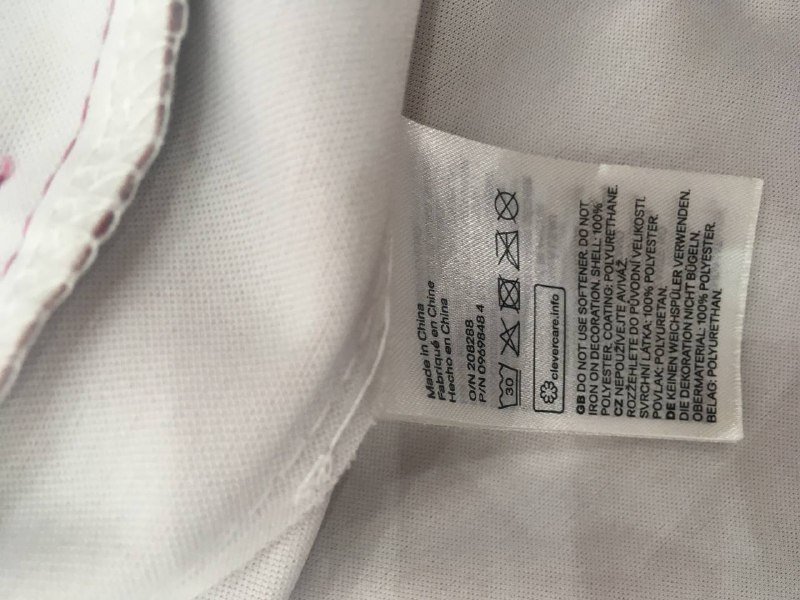 Made in China
Fabriqué en Chine
Hecho en China
O/N 208288
P/N 0969848 4
30
clevercare.info
GB DO NOT USE SOFTENER. DO NOT
IRON ON DECORATION. SHELL: 100%
POLYESTER. COATING: POLYURETHANE.
CZ NEPOUŽÍVEJTE AVIVÁŽ.
ROZŽEHLETE DO PŮVODNÍ VELIKOSTI.
SVRCHNÍ LÁTKA: 100% POLYESTER
POVLAK: POLYURETAN.
DE KEINEN WEICHSPÜLER VERWENDEN.
DIE DEKORATION NICHT BÜGELN.
OBERMATERIAL: 100% POLYESTER.
BELAG: POLYURETHAN.